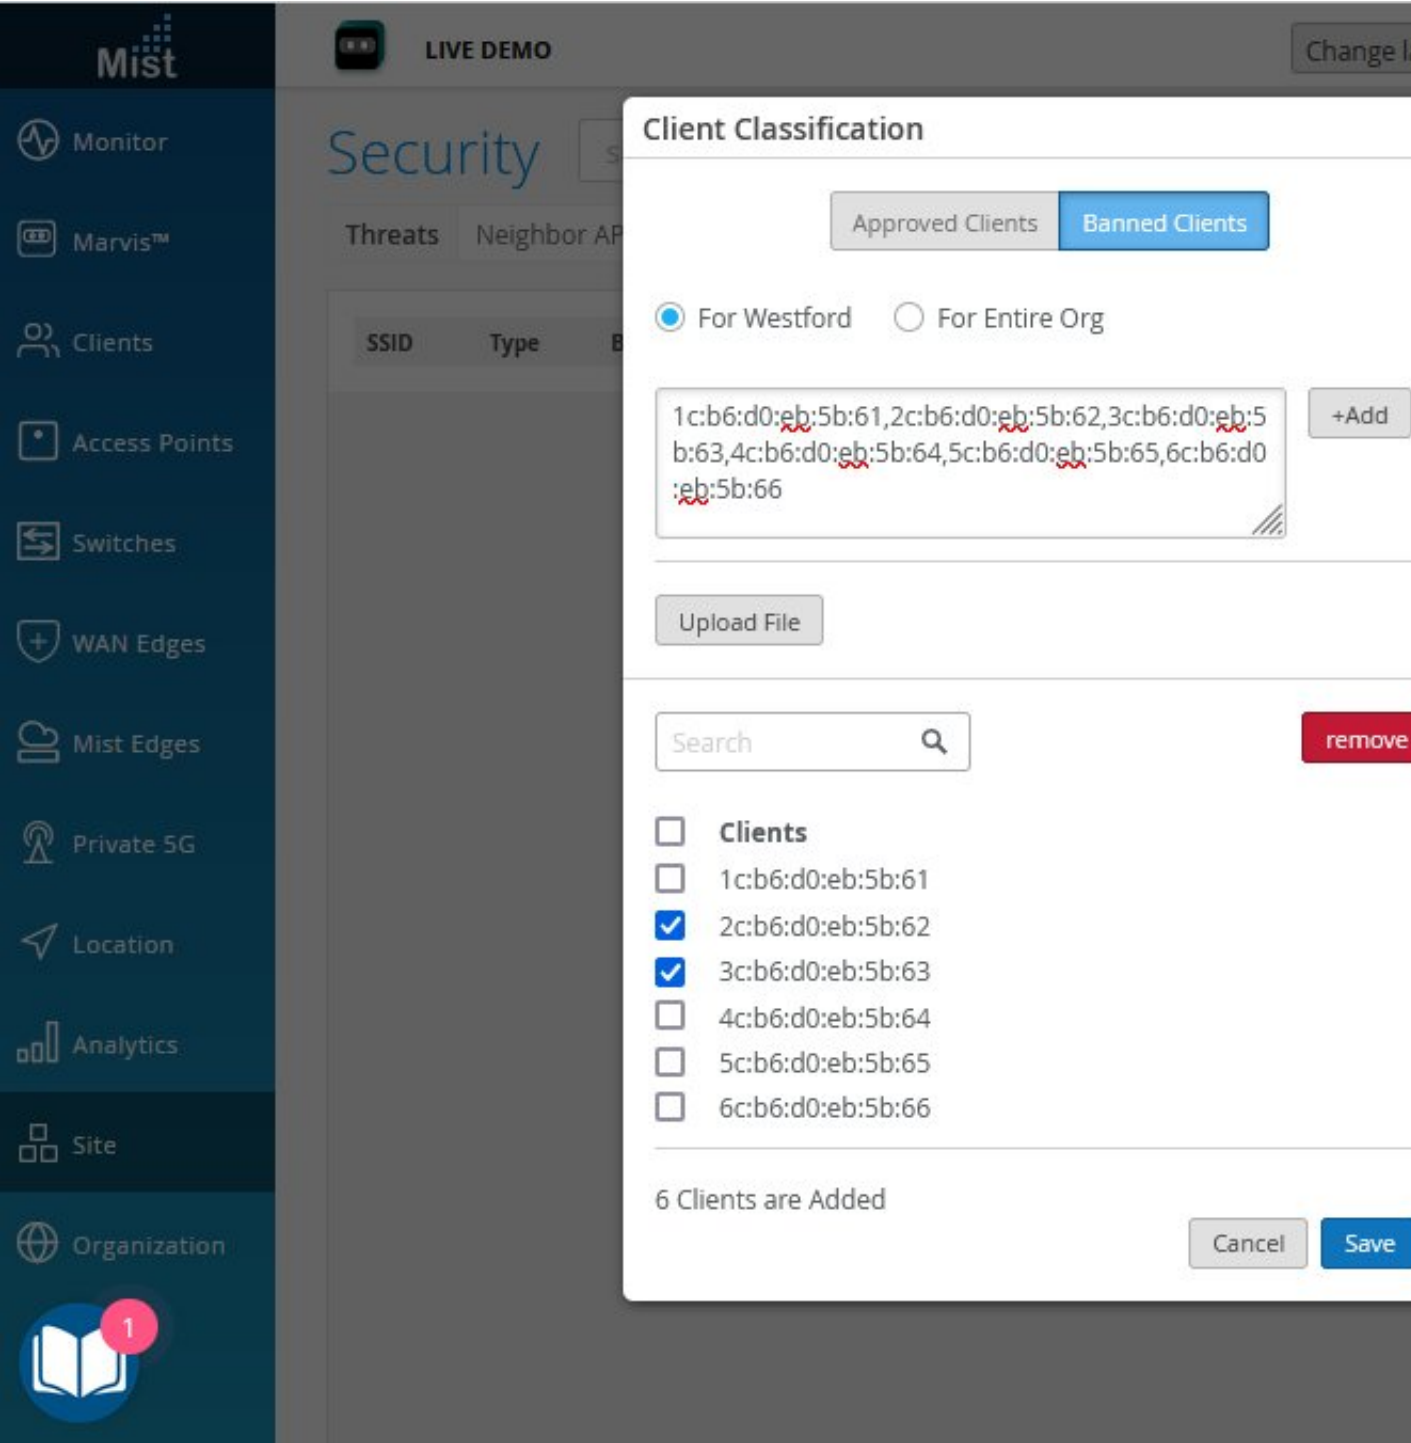 Mist
LIVE DEMO
Change
Monitor
Marvis™
Clients
Access Points
Switches
WAN Edges
Mist Edges
Private 5G
Location
Analytics
Site
Organization
1
Security
Threats Neighbor AP
SSID Type
Client Classification
Approved Clients Banned Clients
For Westford For Entire Org
1c:b6:d0:eb:5b:61,2c:b6:d0:eb:5b:62,3c:b6:d0:eb:5
b:63,4c:b6:d0:eb:5b:64,5c:b6:d0:eb:5b:65,6c:b6:d0
:eb:5b:66
+Add
Upload File
Search
remove
Clients
1c:b6:d0:eb:5b:61
2c:b6:d0:eb:5b:62
3c:b6:d0:eb:5b:63
4c:b6:d0:eb:5b:64
5c:b6:d0:eb:5b:65
6c:b6:d0:eb:5b:66
6 Clients are Added
Cancel Save